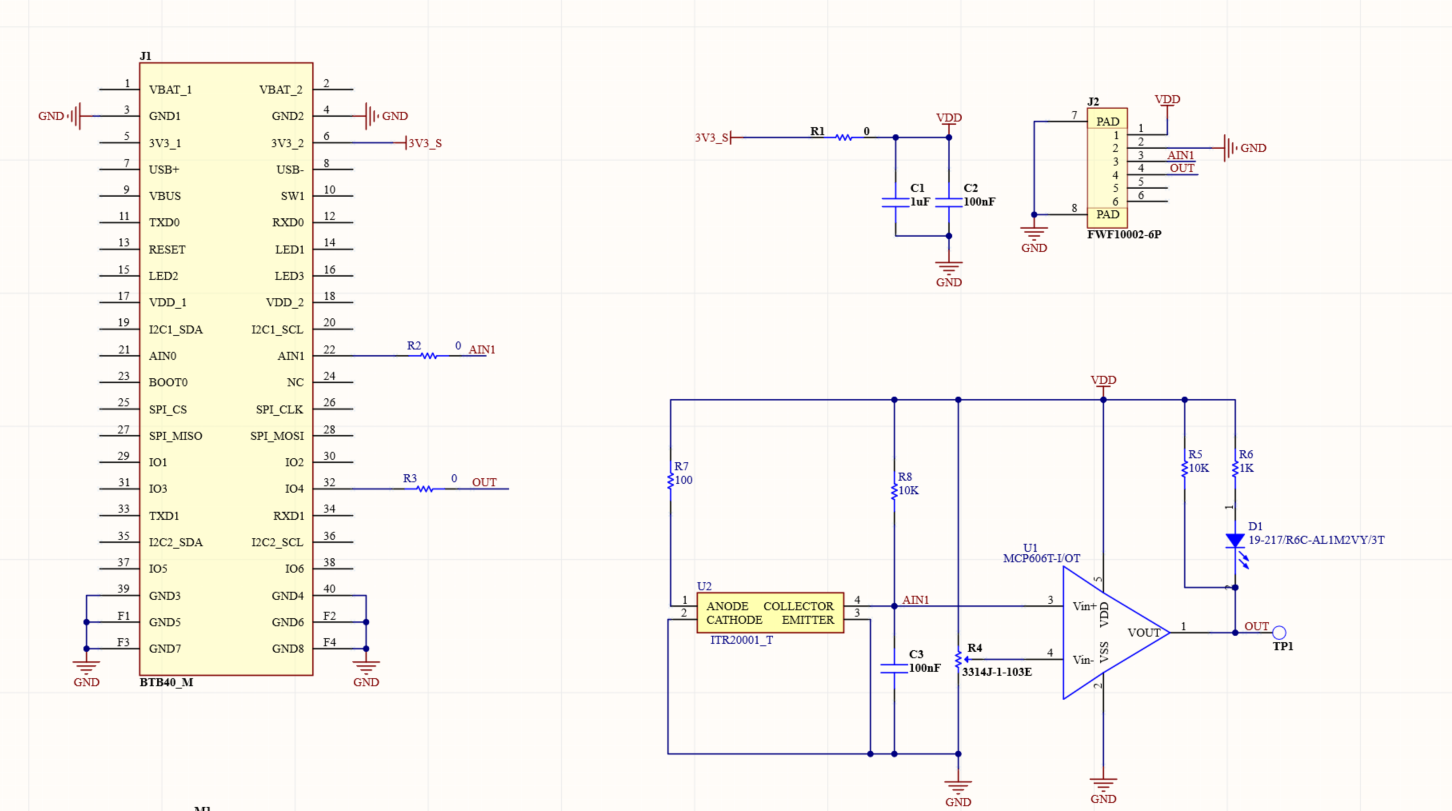 J1
1 VBAT_1 VBAT_2 2
GND 3 GND1 GND2 4 GND
5 3V3_1 3V3_2 6 3V3_S
7 USB+ USB- 8
9 VBUS SW1 10
11 TXD0 RXD0 12
13 RESET LED1 14
15 LED2 LED3 16
17 VDD_1 VDD_2 18
19 I2C1_SDA I2C1_SCL 20
21 AIN0 AIN1 22 R2 0 AIN1
23 BOOT0 NC 24
25 SPI_CS SPI_CLK 26
27 SPI_MISO SPI_MOSI 28
29 IO1 IO2 30
31 IO3 IO4 32 R3 0 OUT
33 TXD1 RXD1 34
35 I2C2_SDA I2C2_SCL 36
37 IO5 IO6 38
39 GND3 GND4 40
F1 GND5 GND6 F2
F3 GND7 GND8 F4
GND GND
BTB40_M
3V3_S R1 0 VDD
C1 C2
1uF 100nF
GND
J2 VDD
7 PAD
1 1
2 2 GND
3 3 AIN1
4 4 OUT
5 5
6 6
8 PAD
GND FWF10002-6P
VDD
R7
100
R8
10K
R5 R6
10K 1K
1
D1
19-217/R6C-AL1M2VY/3T
2
U1
MCP606T-I/OT
5
U2
1 ANODE COLLECTOR 4 AIN1 3 Vin+ VDD
2 CATHODE EMITTER 3
ITR20001_T
VOUT 1 OUT
TP1
C3
100nF
R4
3314J-1-103E
4 Vin- VSS
2
GND GND